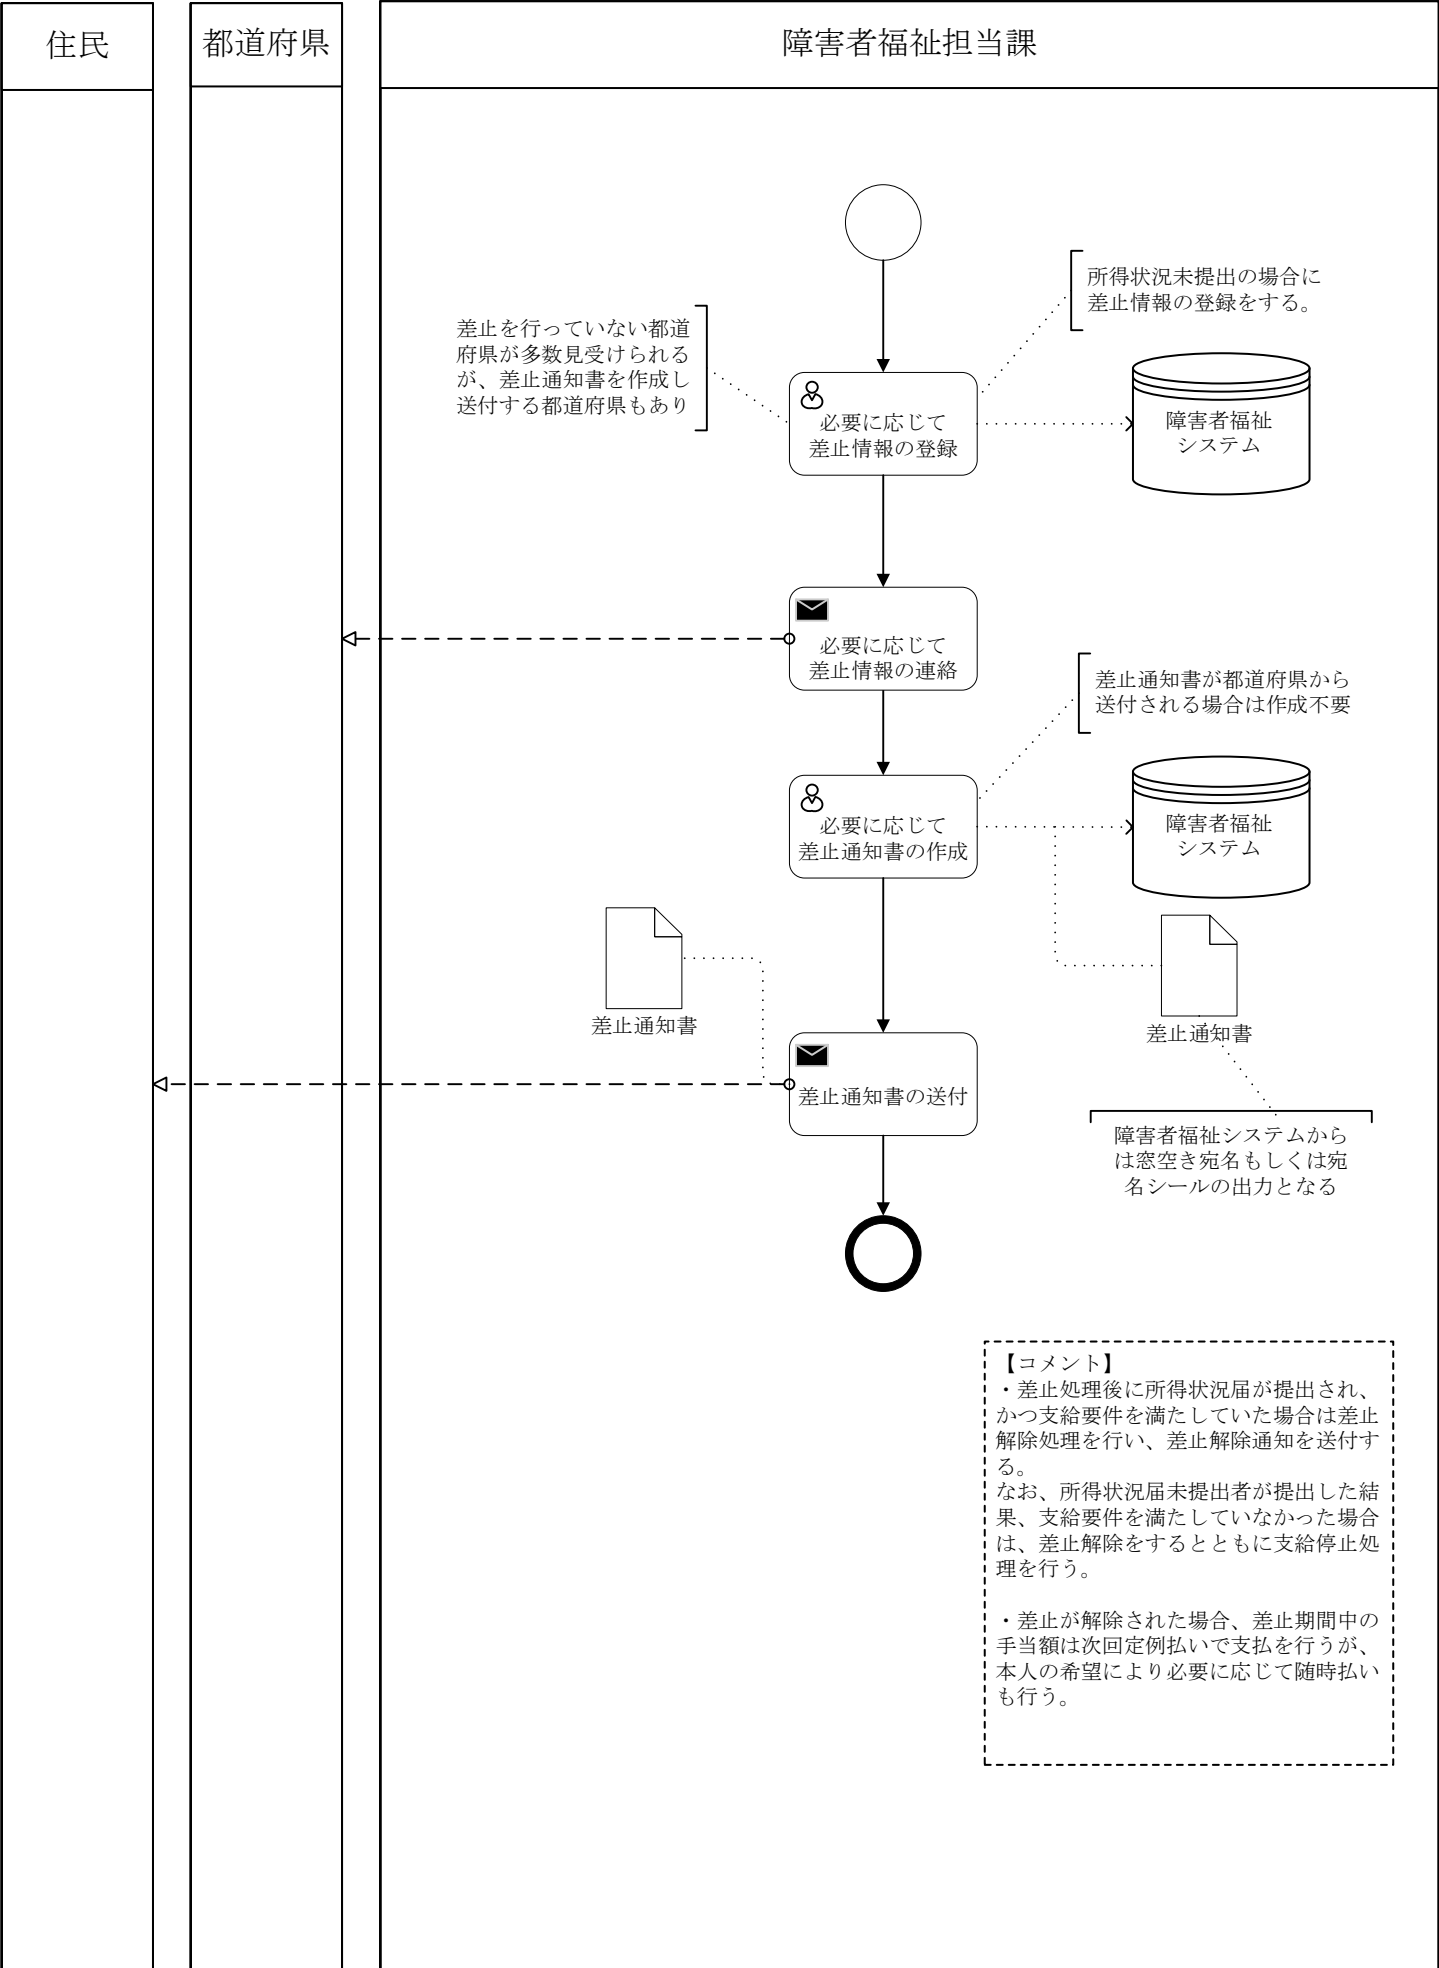 住民
都道府県
障害者福祉担当課
所得状況未提出の場合に
差止情報の登録をする。
差止を行っていない都道
府県が多数見受けられる
が、差止通知書を作成し
送付する都道府県もあり
必要に応じて
差止情報の登録
障害者福祉
システム
必要に応じて
差止情報の連絡
差止通知書が都道府県から
送付される場合は作成不要
必要に応じて
差止通知書の作成
障害者福祉
システム
差止通知書
差止通知書
差止通知書の送付
障害者福祉システムから
は窓空き宛名もしくは宛
名シールの出力となる
【コメント】
・差止処理後に所得状況届が提出され、
かつ支給要件を満たしていた場合は差止
解除処理を行い、差止解除通知を送付す
る。
なお、所得状況届未提出者が提出した結
果、支給要件を満たしていなかった場合
は、差止解除をするとともに支給停止処
理を行う。
・差止が解除された場合、差止期間中の
手当額は次回定例払いで支払を行うが、
本人の希望により必要に応じて随時払い
も行う。